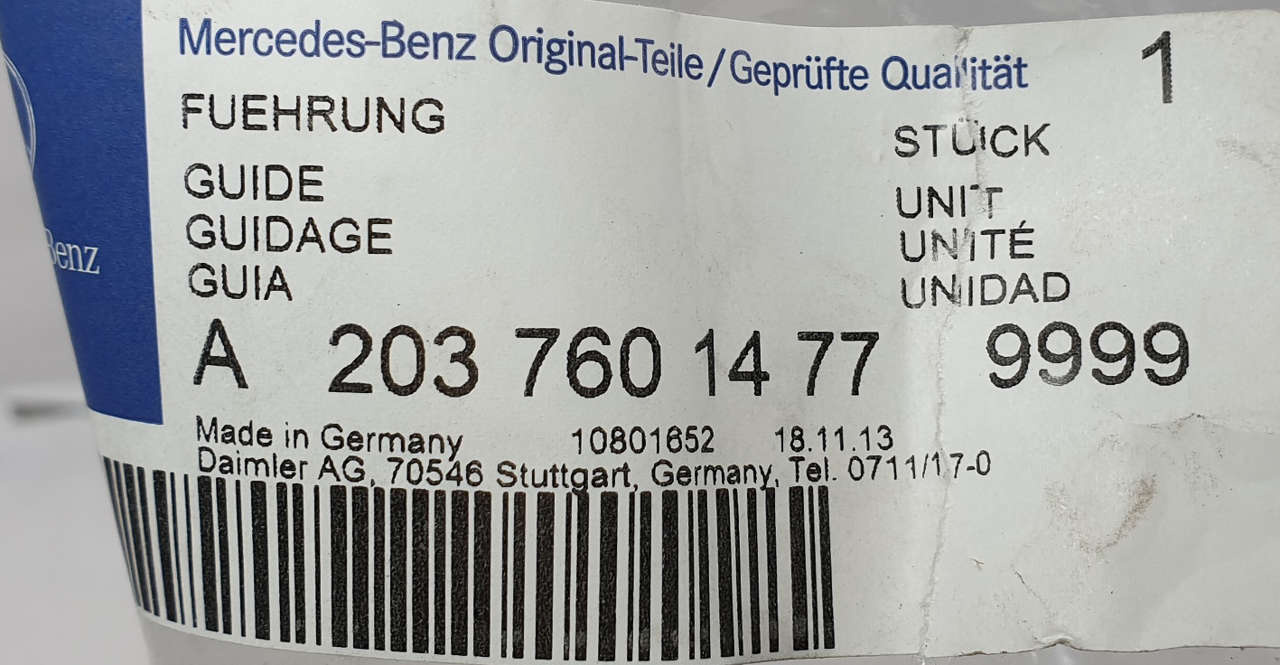 Mercedes-Benz Original-Teile/Geprüfte Qualität 1
FUEHRUNG STÜCK
GUIDE UNIT
GUIDAGE UNITÉ
GUIA UNIDAD
Benz
A 203 760 14 77 9999
Made in Germany 10801652 18.11.13
Daimler AG, 70546 Stuttgart, Germany, Tel. 0711/17-0